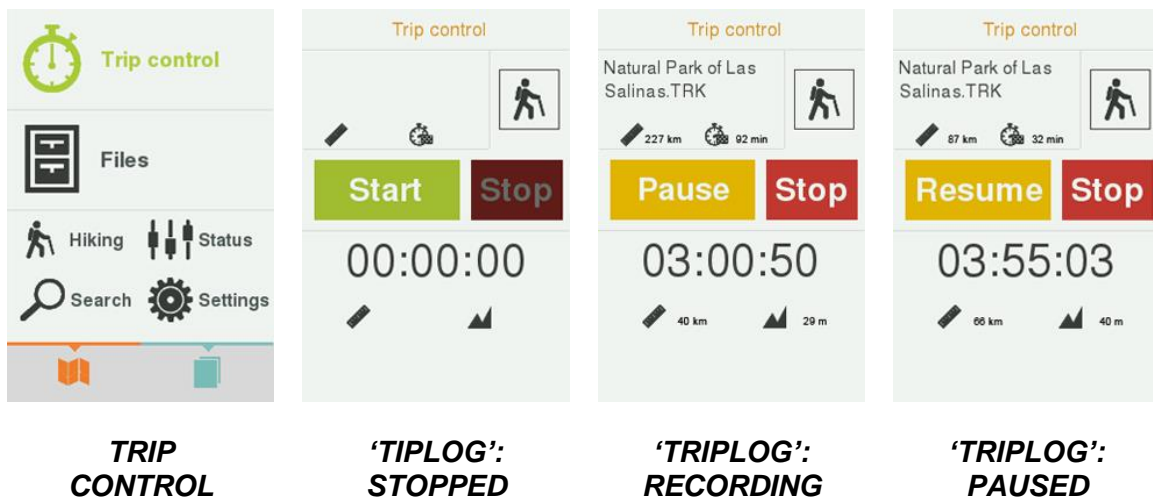 Trip control
Files
Hiking
Status
Search
Settings
Trip control
Start
Stop
00:00:00
Trip control
Natural Park of Las
Salinas.TRK
227 km
92 min
Pause
Stop
03:00:50
40 km
29 m
Trip control
Natural Park of Las
Salinas.TRK
87 km
32 min
Resume
Stop
03:55:03
66 km
40 m
TRIP
CONTROL
‘TIPLOG’:
STOPPED
‘TRIPLOG’:
RECORDING
‘TRIPLOG’:
PAUSED